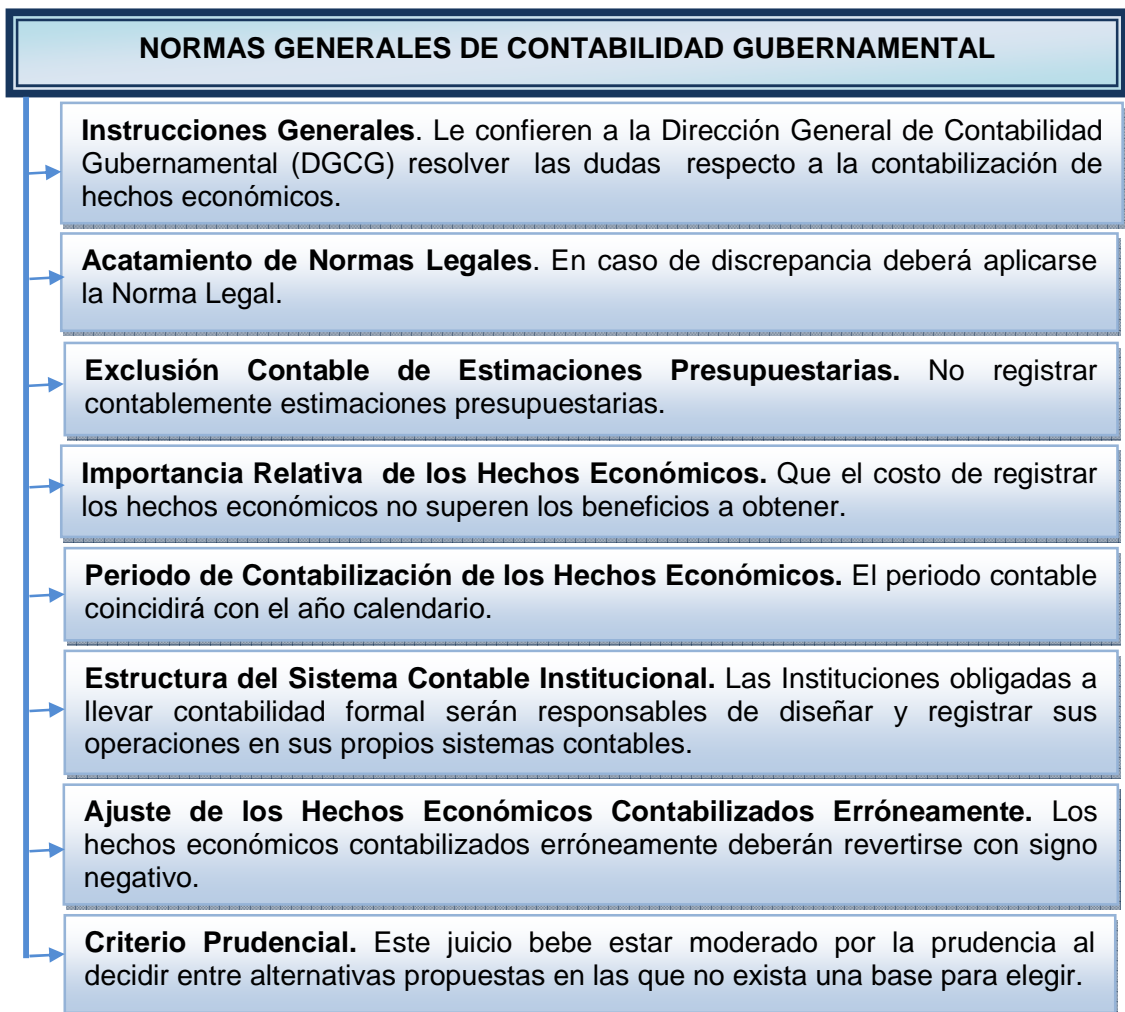 NORMAS GENERALES DE CONTABILIDAD GUBERNAMENTAL
Instrucciones Generales. Le confieren a la Dirección General de Contabilidad
Gubernamental (DGCG) resolver las dudas respecto a la contabilización de
hechos económicos.
Acatamiento de Normas Legales. En caso de discrepancia deberá aplicarse
la Norma Legal.
Exclusión Contable de Estimaciones Presupuestarias. No registrar
contablemente estimaciones presupuestarias.
Importancia Relativa de los Hechos Económicos. Que el costo de registrar
los hechos económicos no superen los beneficios a obtener.
Periodo de Contabilización de los Hechos Económicos. El periodo contable
coincidirá con el año calendario.
Estructura del Sistema Contable Institucional. Las Instituciones obligadas a
llevar contabilidad formal serán responsables de diseñar y registrar sus
operaciones en sus propios sistemas contables.
Ajuste de los Hechos Económicos Contabilizados Erróneamente. Los
hechos económicos contabilizados erróneamente deberán revertirse con signo
negativo.
Criterio Prudencial. Este juicio bebe estar moderado por la prudencia al
decidir entre alternativas propuestas en las que no exista una base para elegir.